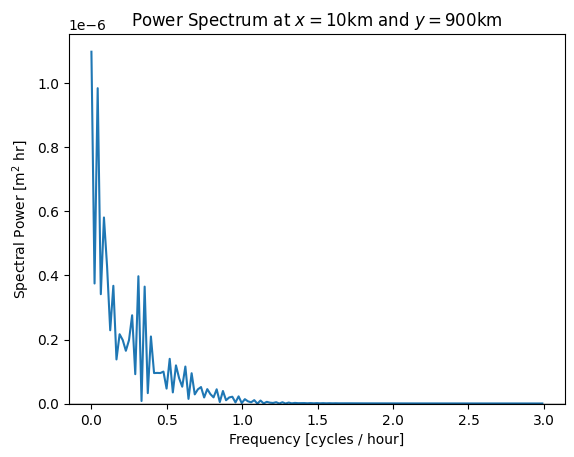 Power Spectrum at x = 10km and y = 900km
1e−6
1.0
0.8
0.6
0.4
0.2
0.0
Spectral Power [m² hr]
0.0 0.5 1.0 1.5 2.0 2.5 3.0
Frequency [cycles / hour]